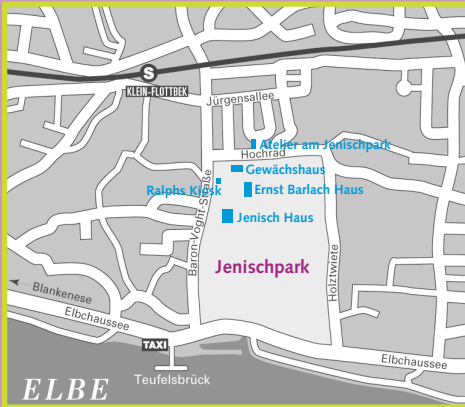 S
KLEIN-FLOTTBEK
Jürgensallee
Atelier am Jenischpark
Hochrad
Gewächshaus
Ralphs Kiosk
Ernst Barlach Haus
Jenisch Haus
Baron-Voght-Straße
Jenischpark
Holztwiete
Blankenese
Elbchaussee
TAXI
Elbchaussee
Teufelsbrück
ELBE